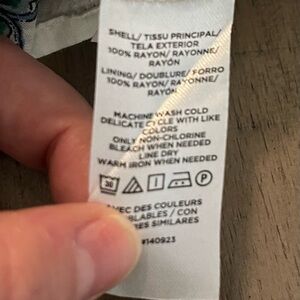 SHELL/ TISSU PRINCIPAL/
TELA EXTERIOR
100% RAYON/ RAYONNE/
RAYÓN
LINING/ DOUBLURE/ FORRO
100% RAYON/ RAYONNE/
RAYÓN
MACHINE WASH COLD
DELICATE CYCLE WITH LIKE
COLORS
ONLY NON-CHLORINE
BLEACH WHEN NEEDED
LINE DRY
WARM IRON WHEN NEEDED
30 P
AVEC DES COULEURS
BLABLES / CON
ES SIMILARES
#140923